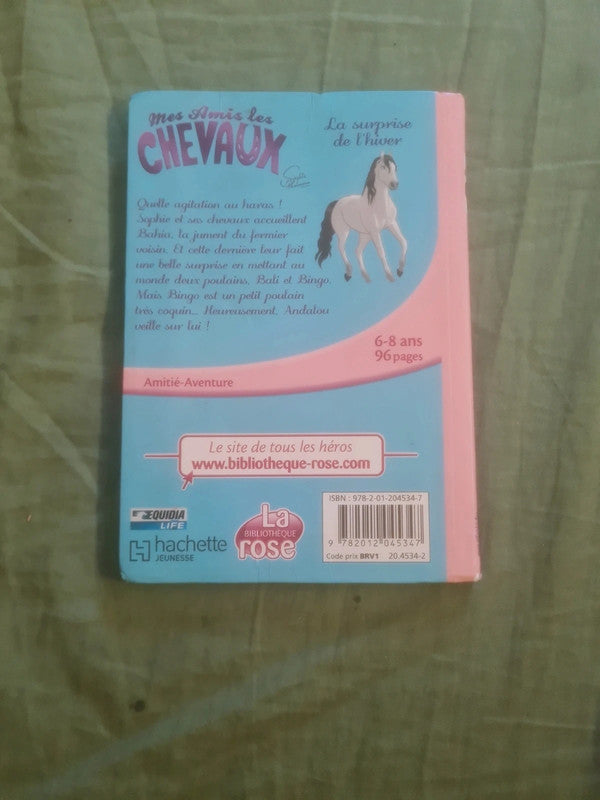 Mes Amis les
CHEVAUX
La surprise
de l'hiver
Quelle agitation au haras !
Sophie et ses chevaux accueillent
Bahia, la jument du fermier
voisin. Et cette dernière leur fait
une belle surprise en mettant au
monde deux poulains, Bali et Bingo.
Mais Bingo est un petit poulain
très coquin... Heureusement, Andalou
veille sur lui !
6-8 ans
96 pages
Amitié-Aventure
Le site de tous les héros
www.bibliotheque-rose.com
EQUIDIA
LIFE
hachette
JEUNESSE
La
BIBLIOTHÈQUE
rose
ISBN : 978-2-01-204534-7
9 782012 045347
Code prix BRV1 20.4534-2